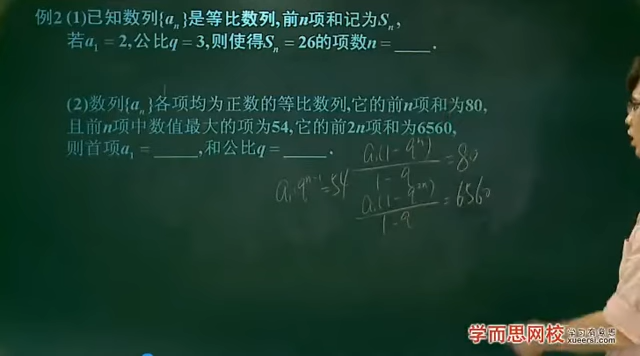 例2 (1)已知数列{aₙ}是等比数列,前n项和记为Sₙ,
若a₁=2,公比q=3,则使得Sₙ=26的项数n=____.
(2)数列{aₙ}各项均为正数的等比数列,它的前n项和为80,
且前n项中数值最大的项为54,它的前2n项和为6560,
则首项a₁=_____,和公比q=_____.
a₁·qⁿ⁻¹=54
a₁(1-qⁿ)/(1-q)=80
a₁(1-q²ⁿ)/(1-q)=6560
学而思网校
xueersi.com